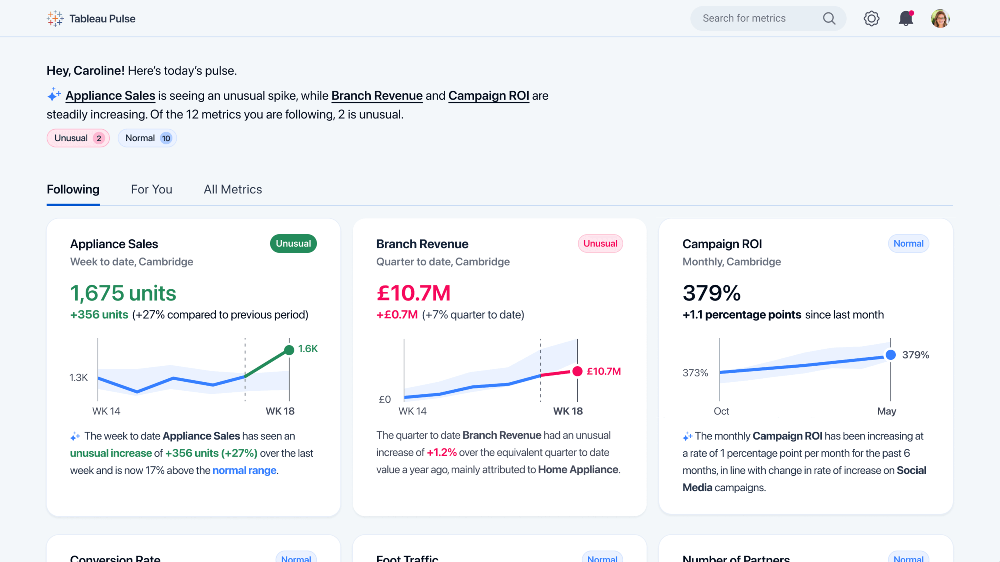 Tableau Pulse
Search for metrics
Hey, Caroline! Here’s today’s pulse.
Appliance Sales is seeing an unusual spike, while Branch Revenue and Campaign ROI are
steadily increasing. Of the 12 metrics you are following, 2 is unusual.
Unusual 2 Normal 10
Following For You All Metrics
Appliance Sales Unusual
Week to date, Cambridge
1,675 units
+356 units (+27% compared to previous period)
1.6K
1.3K
WK 14 WK 18
The week to date Appliance Sales has seen an
unusual increase of +356 units (+27%) over the last
week and is now 17% above the normal range.
Branch Revenue Unusual
Quarter to date, Cambridge
£10.7M
+£0.7M (+7% quarter to date)
£10.7M
£0
WK 14 WK 18
The quarter to date Branch Revenue had an unusual
increase of +1.2% over the equivalent quarter to date
value a year ago, mainly attributed to Home Appliance.
Campaign ROI Normal
Monthly, Cambridge
379%
+1.1 percentage points since last month
379%
373%
Oct May
The monthly Campaign ROI has been increasing at
a rate of 1 percentage point per month for the past 6
months, in line with change in rate of increase on Social
Media campaigns.
Conversion Rate Normal
Foot Traffic Normal
Number of Partners Normal